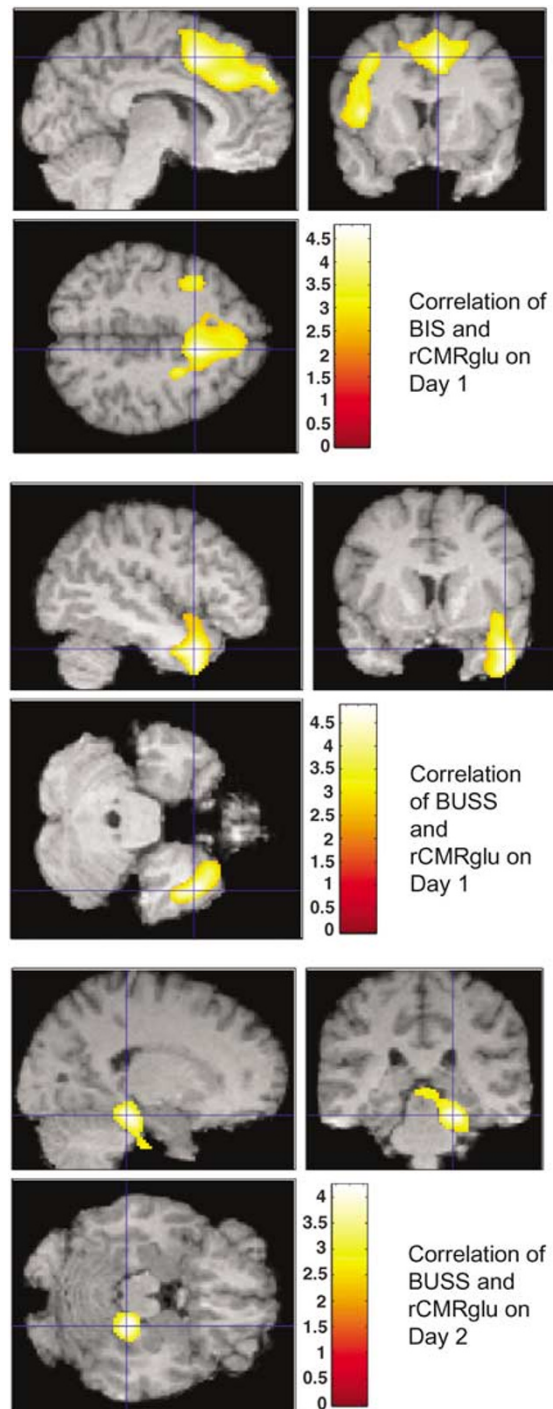 4.5
4
3.5
3
2.5
2
1.5
1
0.5
0
Correlation of
BIS and
rCMRglu on
Day 1
4.5
4
3.5
3
2.5
2
1.5
1
0.5
0
Correlation
of BUSS
and
rCMRglu on
Day 1
4
3.5
3
2.5
2
1.5
1
0.5
0
Correlation of
BUSS and
rCMRglu on
Day 2